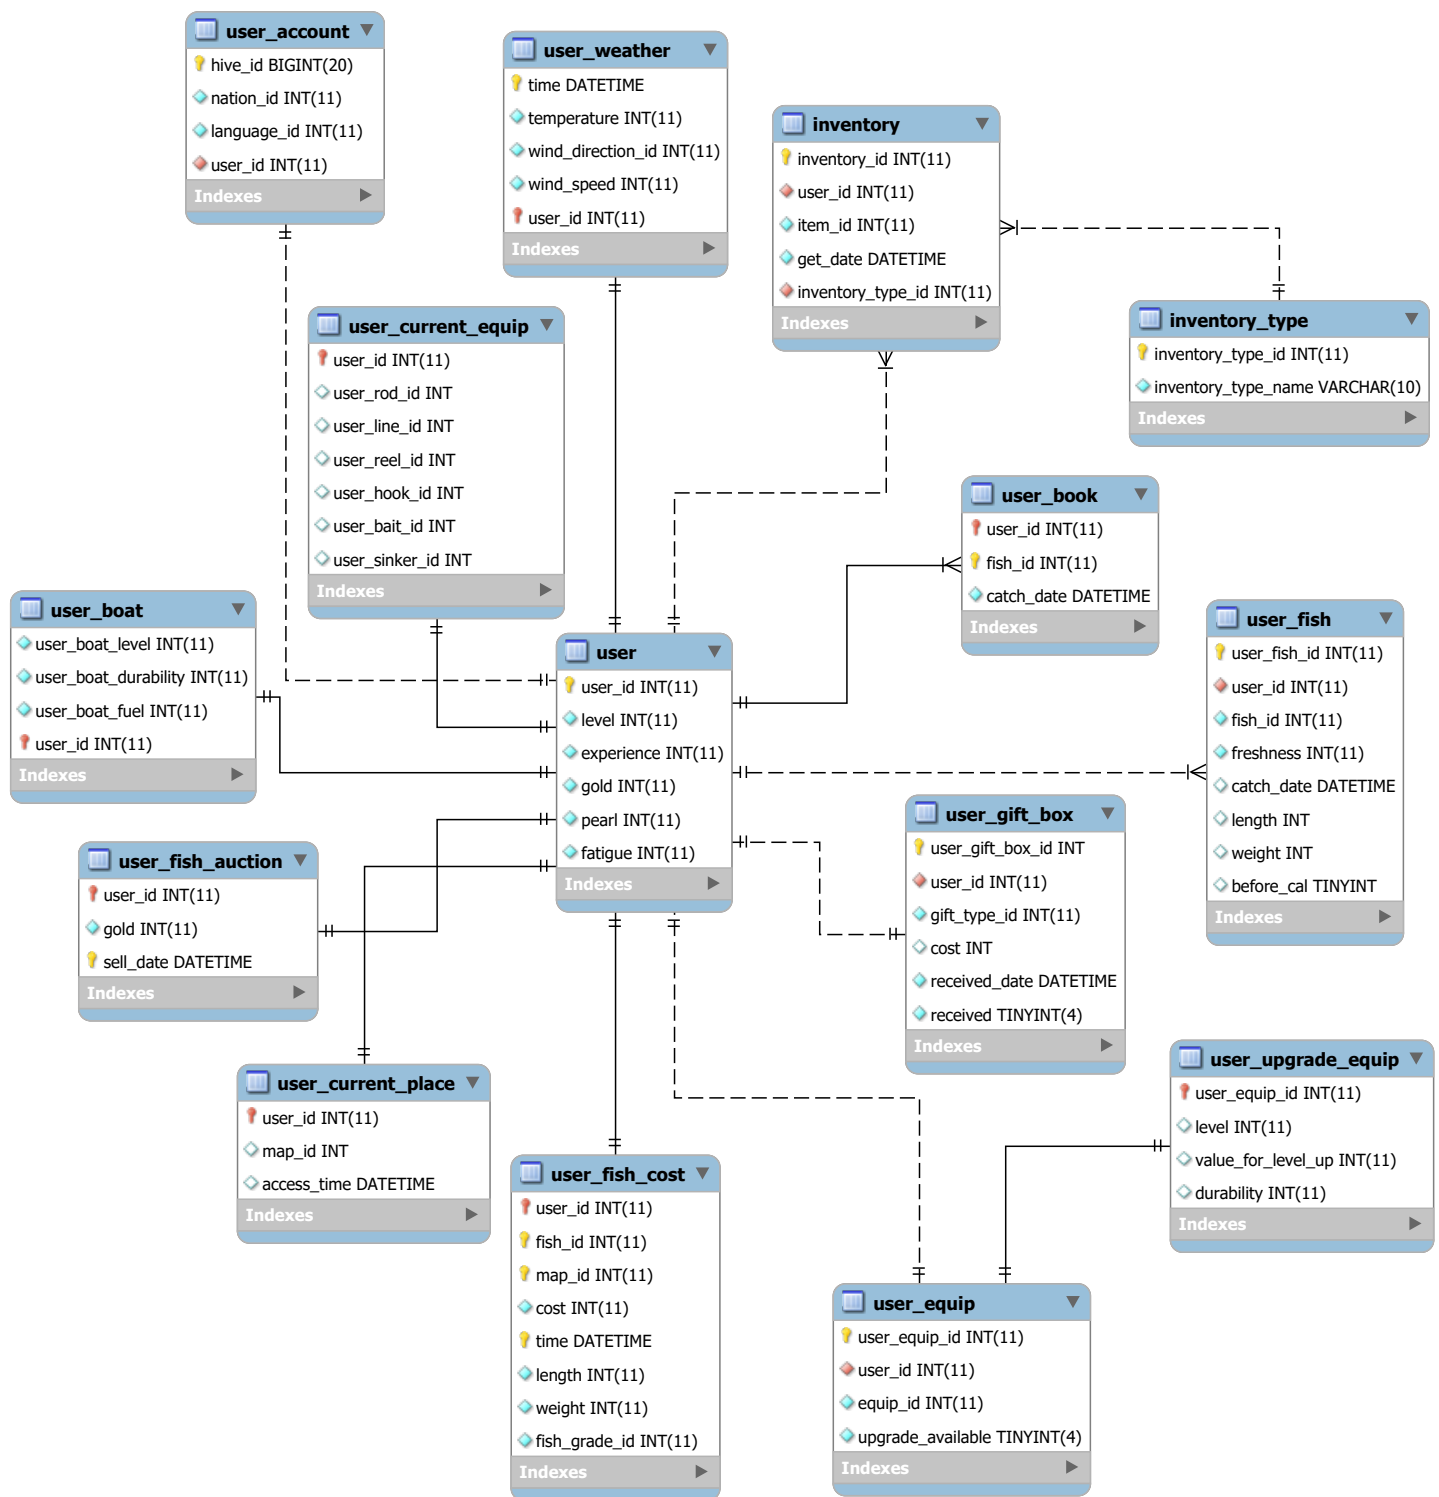 user_account
hive_id BIGINT(20)
nation_id INT(11)
language_id INT(11)
user_id INT(11)
Indexes
user_weather
time DATETIME
temperature INT(11)
wind_direction_id INT(11)
wind_speed INT(11)
user_id INT(11)
Indexes
inventory
inventory_id INT(11)
user_id INT(11)
item_id INT(11)
get_date DATETIME
inventory_type_id INT(11)
Indexes
inventory_type
inventory_type_id INT(11)
inventory_type_name VARCHAR(10)
Indexes
user_current_equip
user_id INT(11)
user_rod_id INT
user_line_id INT
user_reel_id INT
user_hook_id INT
user_bait_id INT
user_sinker_id INT
Indexes
user_book
user_id INT(11)
fish_id INT(11)
catch_date DATETIME
Indexes
user_boat
user_boat_level INT(11)
user_boat_durability INT(11)
user_boat_fuel INT(11)
user_id INT(11)
Indexes
user
user_id INT(11)
level INT(11)
experience INT(11)
gold INT(11)
pearl INT(11)
fatigue INT(11)
Indexes
user_fish
user_fish_id INT(11)
user_id INT(11)
fish_id INT(11)
freshness INT(11)
catch_date DATETIME
length INT
weight INT
before_cal TINYINT
Indexes
user_gift_box
user_gift_box_id INT
user_id INT(11)
gift_type_id INT(11)
cost INT
received_date DATETIME
received TINYINT(4)
Indexes
user_fish_auction
user_id INT(11)
gold INT(11)
sell_date DATETIME
Indexes
user_current_place
user_id INT(11)
map_id INT
access_time DATETIME
Indexes
user_fish_cost
user_id INT(11)
fish_id INT(11)
map_id INT(11)
cost INT(11)
time DATETIME
length INT(11)
weight INT(11)
fish_grade_id INT(11)
Indexes
user_upgrade_equip
user_equip_id INT(11)
level INT(11)
value_for_level_up INT(11)
durability INT(11)
Indexes
user_equip
user_equip_id INT(11)
user_id INT(11)
equip_id INT(11)
upgrade_available TINYINT(4)
Indexes